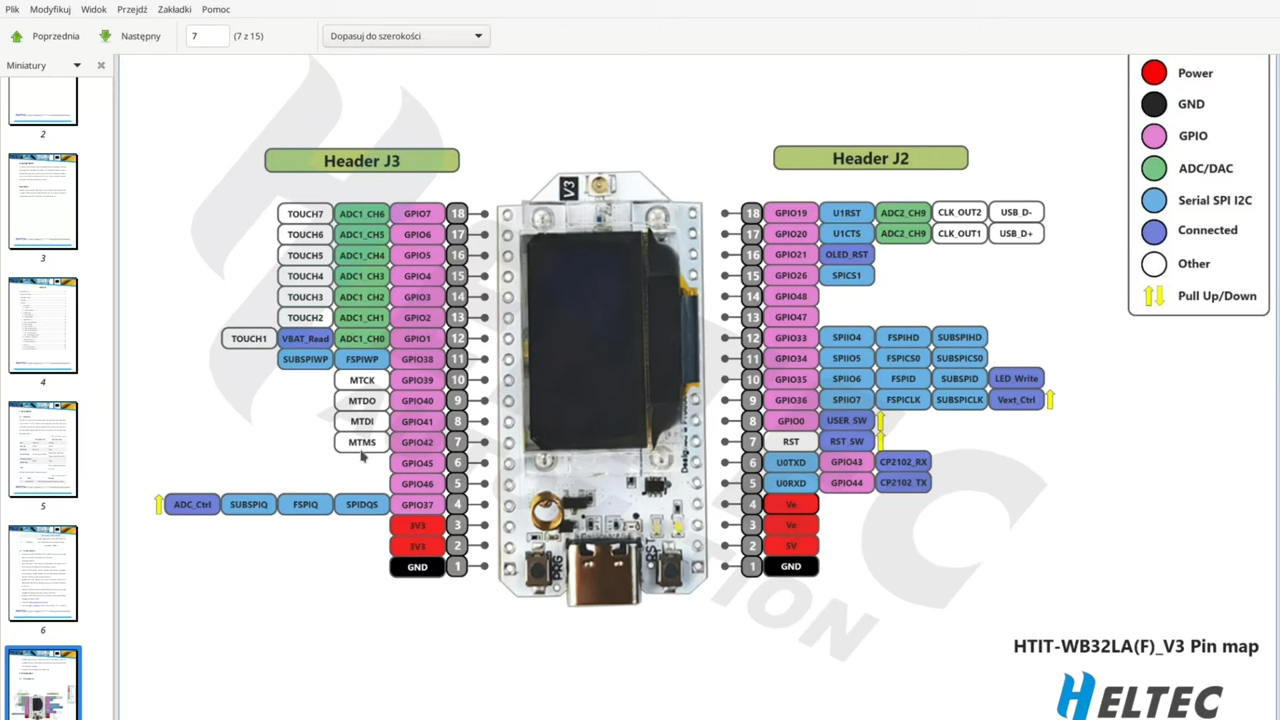 Plik Modyfikuj Widok Przejdź Zakładki Pomoc
Poprzednia Następny 7 (7 z 15) Dopasuj do szerokości
Miniatury
2
3
4
5
6
Header J3
TOUCH7 ADC1_CH6 GPIO7 18
TOUCH6 ADC1_CH5 GPIO6 17
TOUCH5 ADC1_CH4 GPIO5 16
TOUCH4 ADC1_CH3 GPIO4 15
TOUCH3 ADC1_CH2 GPIO3 14
TOUCH2 ADC1_CH1 GPIO2 13
TOUCH1 VBAT_Read ADC1_CH0 GPIO1 12
SUBSPIWP FSPIWP GPIO38 11
MTCK GPIO39 10
MTDO GPIO40 9
MTDI GPIO41 8
MTMS GPIO42 7
GPIO45 6
GPIO46 5
ADC_Ctrl SUBSPIQ FSPIQ SPIDQS GPIO37 4
3V3 3
3V3 2
GND 1
V3
Header J2
18 GPIO19 U1RST ADC2_CH9 CLK_OUT2 USB_D-
17 GPIO20 U1CTS ADC2_CH9 CLK_OUT1 USB_D+
16 GPIO21 OLED_RST
15 GPIO26 SPICS1
14 GPIO48
13 GPIO47
12 GPIO33 SPIIO4 FSPIHD SUBSPIHD
11 GPIO34 SPIIO5 FSPICS0 SUBSPICS0
10 GPIO35 SPIIO6 FSPID SUBSPID LED_Write
9 GPIO36 SPIIO7 FSPICLK SUBSPICLK Vext_Ctrl
8 GPIO0 USER_SW
7 RST RST_SW
6 U0TXD GPIO43 CP2102_RX
5 U0RXD GPIO44 CP2102_TX
4 Ve
3 Ve
2 5V
1 GND
Power
GND
GPIO
ADC/DAC
Serial SPI I2C
Connected
Other
Pull Up/Down
HTIT-WB32LA(F)_V3 Pin map
HELTEC